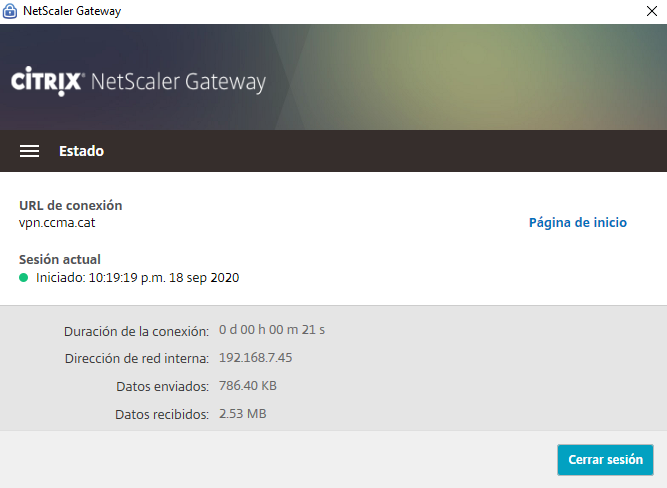 NetScaler Gateway
CİTRIX® NetScaler Gateway
Estado
URL de conexión
vpn.ccma.cat
Página de inicio
Sesión actual
Iniciado: 10:19:19 p.m. 18 sep 2020
Duración de la conexión: 0 d 00 h 00 m 21 s
Dirección de red interna: 192.168.7.45
Datos enviados: 786.40 KB
Datos recibidos: 2.53 MB
Cerrar sesión